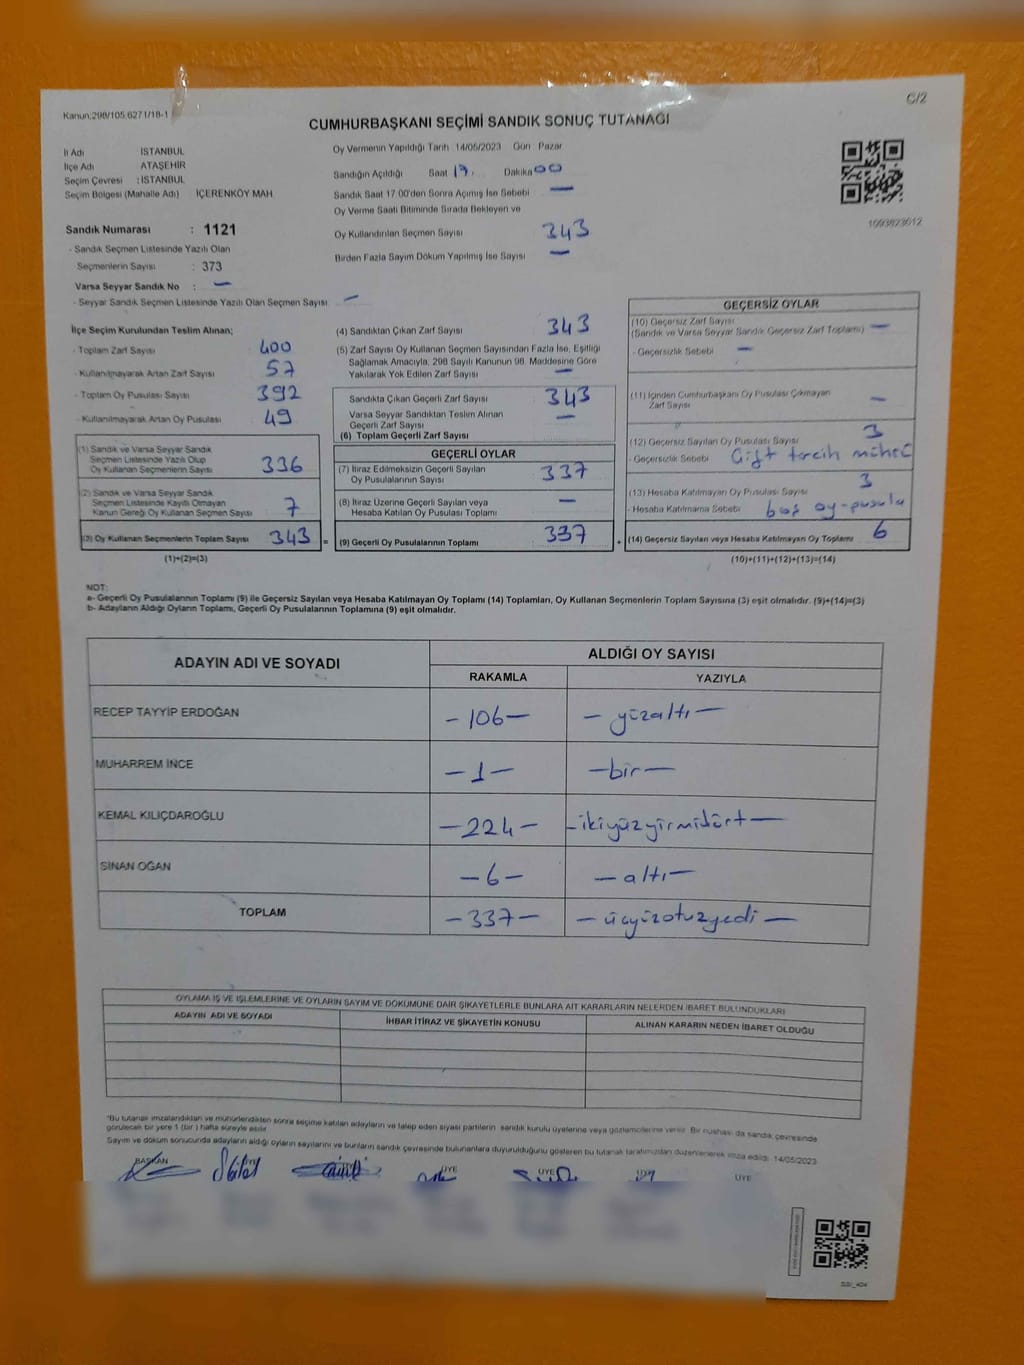 C/2
Kanun:298/105,6271/18-1
CUMHURBAŞKANI SEÇİMİ SANDIK SONUÇ TUTANAĞI
İl Adı İSTANBUL
İlçe Adı ATAŞEHİR
Seçim Çevresi : İSTANBUL
Seçim Bölgesi (Mahalle Adı) İÇERENKÖY MAH
Sandık Numarası : 1121
- Sandık Seçmen Listesinde Yazılı Olan
Seçmenlerin Sayısı : 373
Varsa Seyyar Sandık No : —
- Seyyar Sandık Seçmen Listesinde Yazılı Olan Seçmen Sayısı : —
Oy Vermenin Yapıldığı Tarih 14/05/2023 Gün Pazar
Sandığın Açıldığı Saat 17. Dakika 00
Sandık Saat 17.00'den Sonra Açılmış İse Sebebi —
Oy Verme Saati Bitiminde Sırada Bekleyen ve
Oy Kullandırılan Seçmen Sayısı 343
Birden Fazla Sayım Döküm Yapılmış İse Sayısı —
1093823012
İlçe Seçim Kurulundan Teslim Alınan;
- Toplam Zarf Sayısı 400
- Kullanılmayarak Artan Zarf Sayısı 57
- Toplam Oy Pusulası Sayısı 392
- Kullanılmayarak Artan Oy Pusulası 49
(1) Sandık ve Varsa Seyyar Sandık
Seçmen Listesinde Yazılı Olup
Oy Kullanan Seçmenlerin Sayısı 336
(2) Sandık ve Varsa Seyyar Sandık
Seçmen Listesinde Kayıtlı Olmayan
Kanun Gereği Oy Kullanan Seçmen Sayısı 7
(3) Oy Kullanan Seçmenlerin Toplam Sayısı 343 =
(1)+(2)=(3)
(4) Sandıktan Çıkan Zarf Sayısı 343
(5) Zarf Sayısı Oy Kullanan Seçmen Sayısından Fazla İse, Eşitliği
Sağlamak Amacıyla; 298 Sayılı Kanunun 98. Maddesine Göre
Yakılarak Yok Edilen Zarf Sayısı —
Sandıkta Çıkan Geçerli Zarf Sayısı 343
Varsa Seyyar Sandıktan Teslim Alınan
Geçerli Zarf Sayısı —
(6) Toplam Geçerli Zarf Sayısı
GEÇERLİ OYLAR
(7) İtiraz Edilmeksizin Geçerli Sayılan
Oy Pusulalarının Sayısı 337
(8) İtiraz Üzerine Geçerli Sayılan veya
Hesaba Katılan Oy Pusulası Toplamı —
(9) Geçerli Oy Pusulalarının Toplamı 337 +
GEÇERSİZ OYLAR
(10) Geçersiz Zarf Sayısı
(Sandık ve Varsa Seyyar Sandık Geçersiz Zarf Toplamı) —
- Geçersizlik Sebebi —
(11) İçinden Cumhurbaşkanı Oy Pusulası Çıkmayan
Zarf Sayısı —
(12) Geçersiz Sayılan Oy Pusulası Sayısı 3
- Geçersizlik Sebebi Çift tercih mühec
(13) Hesaba Katılmayan Oy Pusulası Sayısı 3
- Hesaba Katılmama Sebebi boş oy-pusula
(14) Geçersiz Sayılan veya Hesaba Katılmayan Oy Toplamı 6
(10)+(11)+(12)+(13)=(14)
NOT:
a- Geçerli Oy Pusulalarının Toplamı (9) ile Geçersiz Sayılan veya Hesaba Katılmayan Oy Toplamı (14) Toplamları, Oy Kullanan Seçmenlerin Toplam Sayısına (3) eşit olmalıdır. (9)+(14)=(3)
b- Adayların Aldığı Oyların Toplamı, Geçerli Oy Pusulalarının Toplamına (9) eşit olmalıdır.
ADAYIN ADI VE SOYADI ALDIĞI OY SAYISI
RAKAMLA YAZIYLA
RECEP TAYYİP ERDOĞAN -106- - yüzaltı -
MUHARREM İNCE -1- -bir-
KEMAL KILIÇDAROĞLU -224- -ikiyüzyirmidört-
SİNAN OĞAN -6- -altı-
TOPLAM -337- -üçyüzotuzyedi-
OYLAMA İŞ VE İŞLEMLERİNE VE OYLARIN SAYIM VE DÖKÜMÜNE DAİR ŞİKAYETLERLE BUNLARA AİT KARARLARIN NELERDEN İBARET BULUNDUKLARI
ADAYIN ADI VE SOYADI İHBAR İTİRAZ VE ŞİKAYETİN KONUSU ALINAN KARARIN NEDEN İBARET OLDUĞU
*Bu tutanak imzalandıktan ve mühürlendikten sonra seçime katılan adayların ve talep eden siyasi partilerin sandık kurulu üyelerine veya gözlemcilerine verilir. Bir nüshası da sandık çevresinde
görülecek bir yere 1 (bir) hafta süreyle asılır.
Sayım ve döküm sonucunda adayların aldığı oyların sayılarını ve bunların sandık çevresinde bulunanlara duyurulduğunu gösteren bu tutanak tarafımızdan düzenlenerek imza edildi. 14/05/2023
BAŞKAN ÜYE ÜYE ÜYE